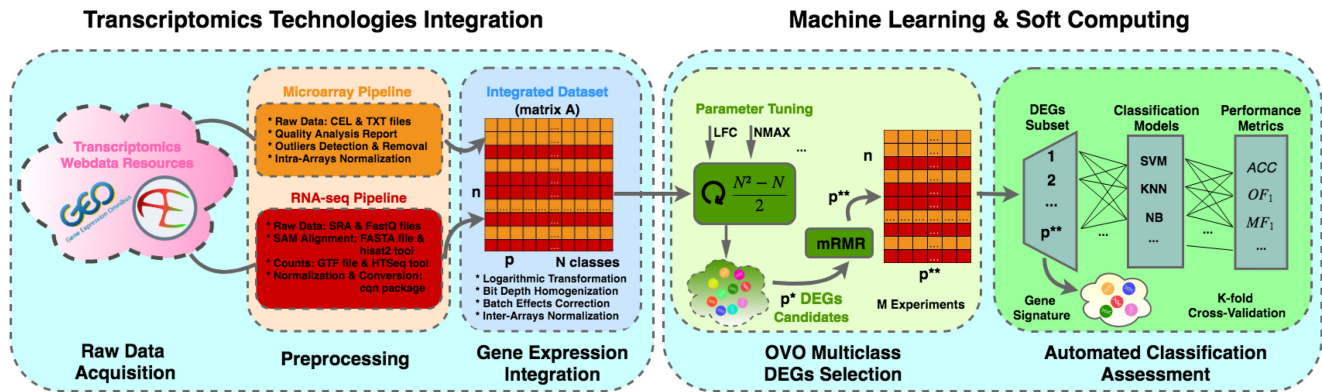 Transcriptomics Technologies Integration
Machine Learning & Soft Computing
Transcriptomics
Webdata Resources
GEO
Gene Expression Omnibus
Raw Data
Acquisition
Microarray Pipeline
* Raw Data: CEL & TXT files
* Quality Analysis Report
* Outliers Detection & Removal
* Intra-Arrays Normalization
RNA-seq Pipeline
* Raw Data: SRA & FastQ files
* SAM Alignment: FASTA file &
hisat2 tool
* Counts: GTF file & HTSeq tool
* Normalization & Conversion:
cqn package
Preprocessing
Integrated Dataset
(matrix A)
...
n
p
N classes
* Logarithmic Transformation
* Bit Depth Homogenization
* Batch Effects Correction
* Inter-Arrays Normalization
Gene Expression
Integration
Parameter Tuning
LFC
NMAX
...
N² − N
2
p**
mRMR
p* DEGs
Candidates
n
p**
M Experiments
OVO Multiclass
DEGs Selection
DEGs
Subset
1
2
...
p**
Gene
Signature
Classification
Models
SVM
KNN
NB
...
...
Performance
Metrics
ACC
OF₁
MF₁
...
...
K-fold
Cross-Validation
Automated Classification
Assessment